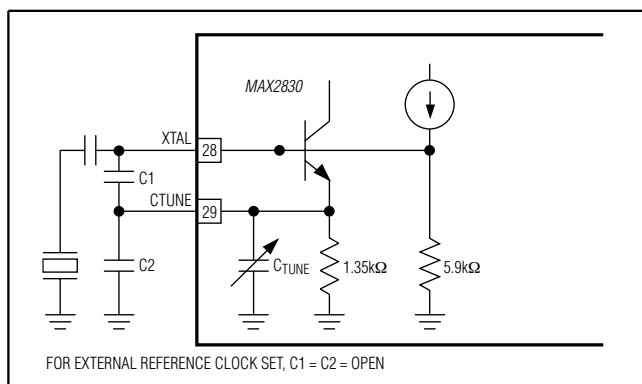 MAX2830
XTAL
28
C1
CTUNE
29
C2
CTUNE
1.35kΩ
5.9kΩ
FOR EXTERNAL REFERENCE CLOCK SET, C1 = C2 = OPEN